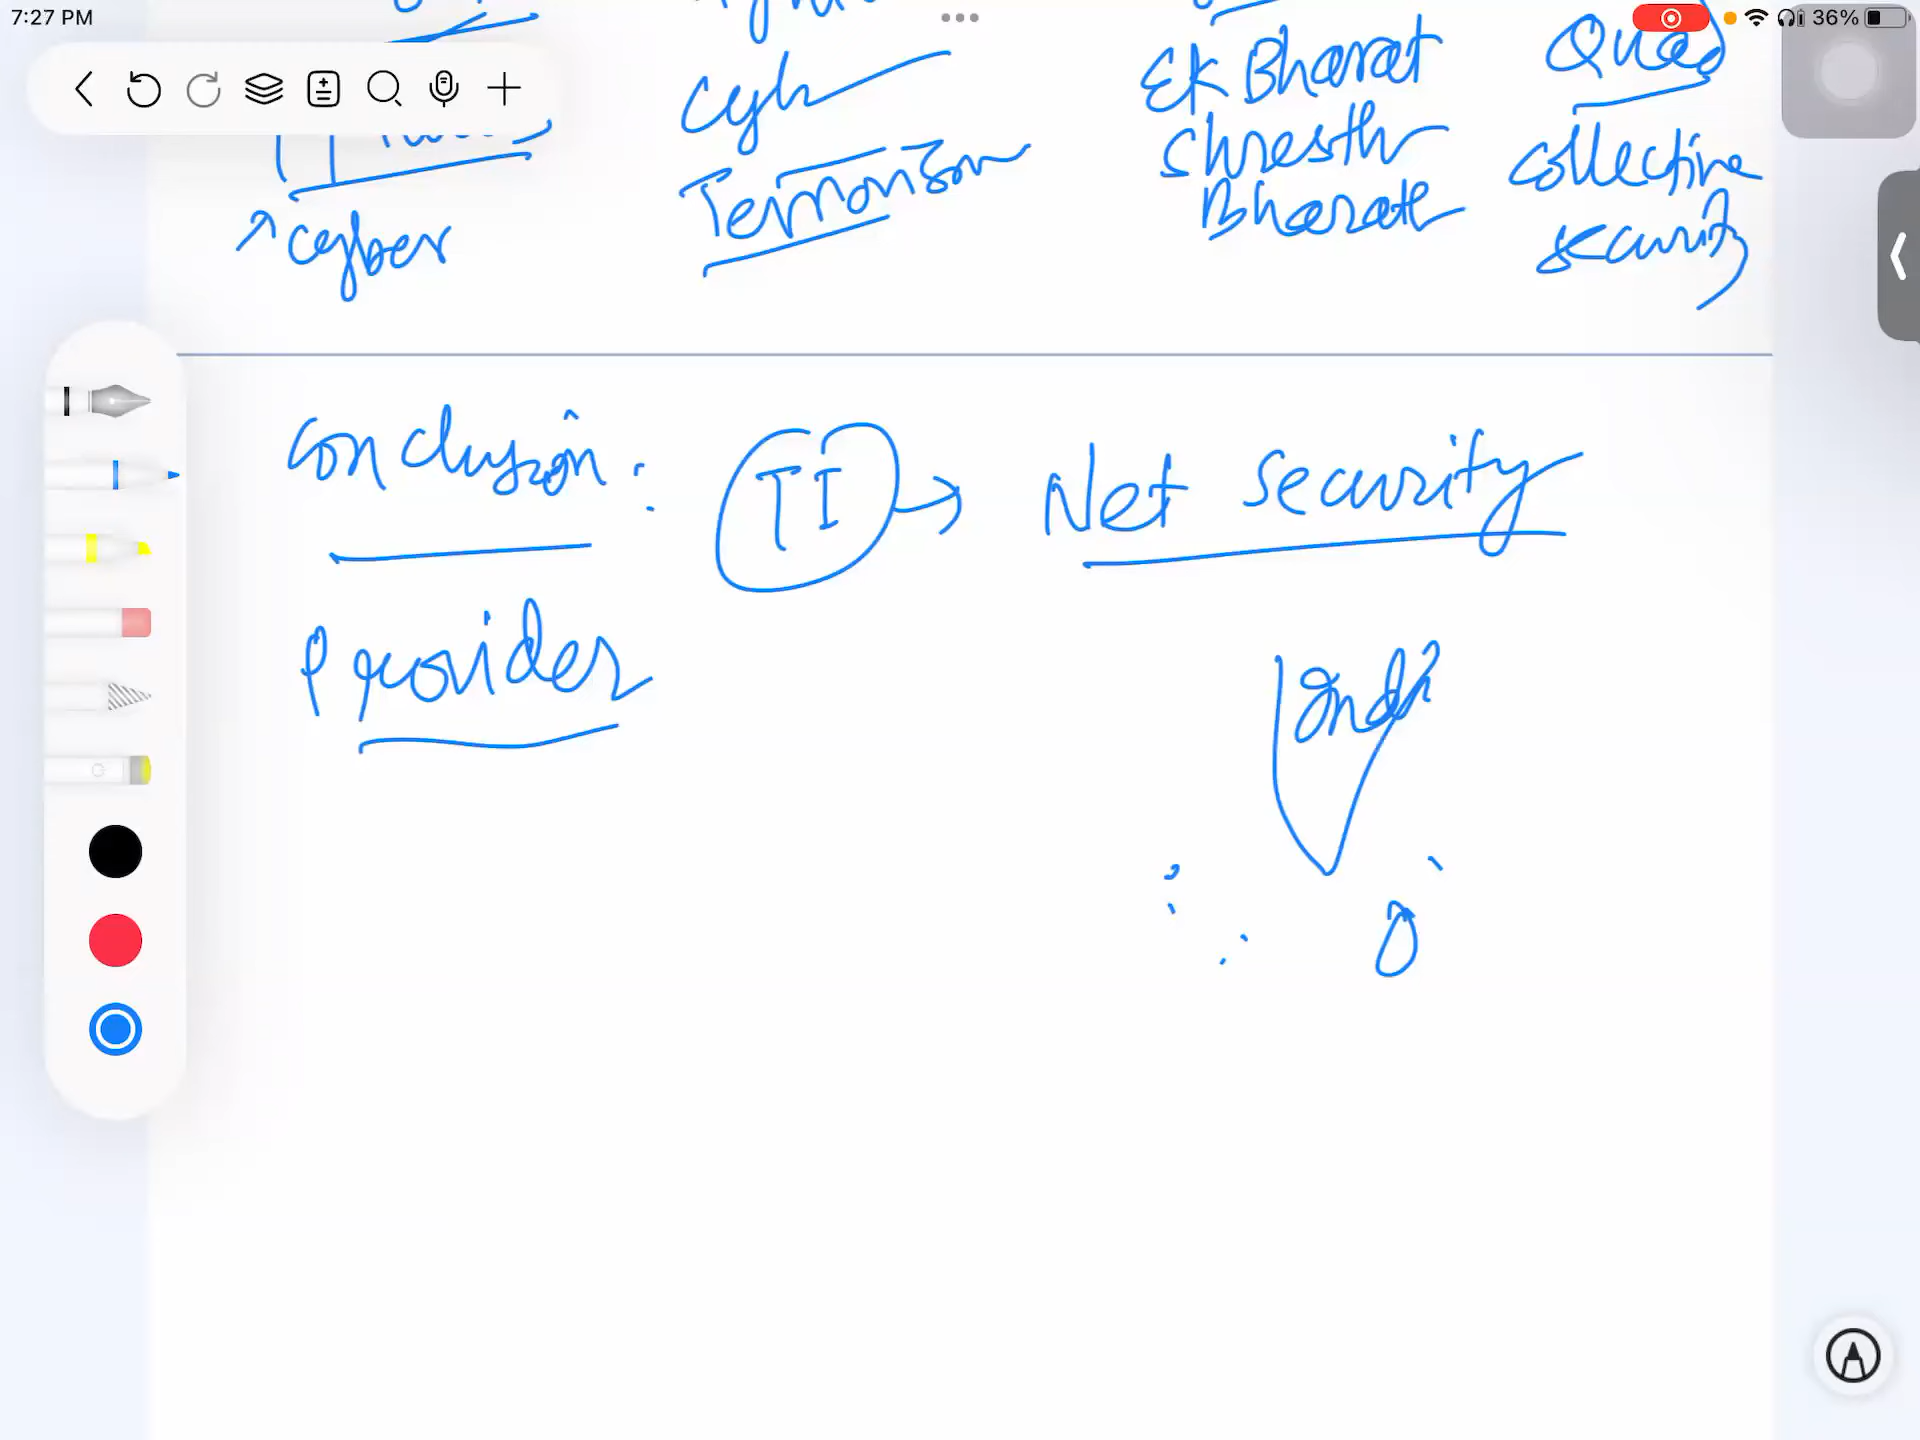 7:27 PM
36%
Quad
Cyb
Terrorism
Ek Bharat
Shresth
Bharat
collective
security
cyber
Conclusion:
TI → Net Security
Provider
India